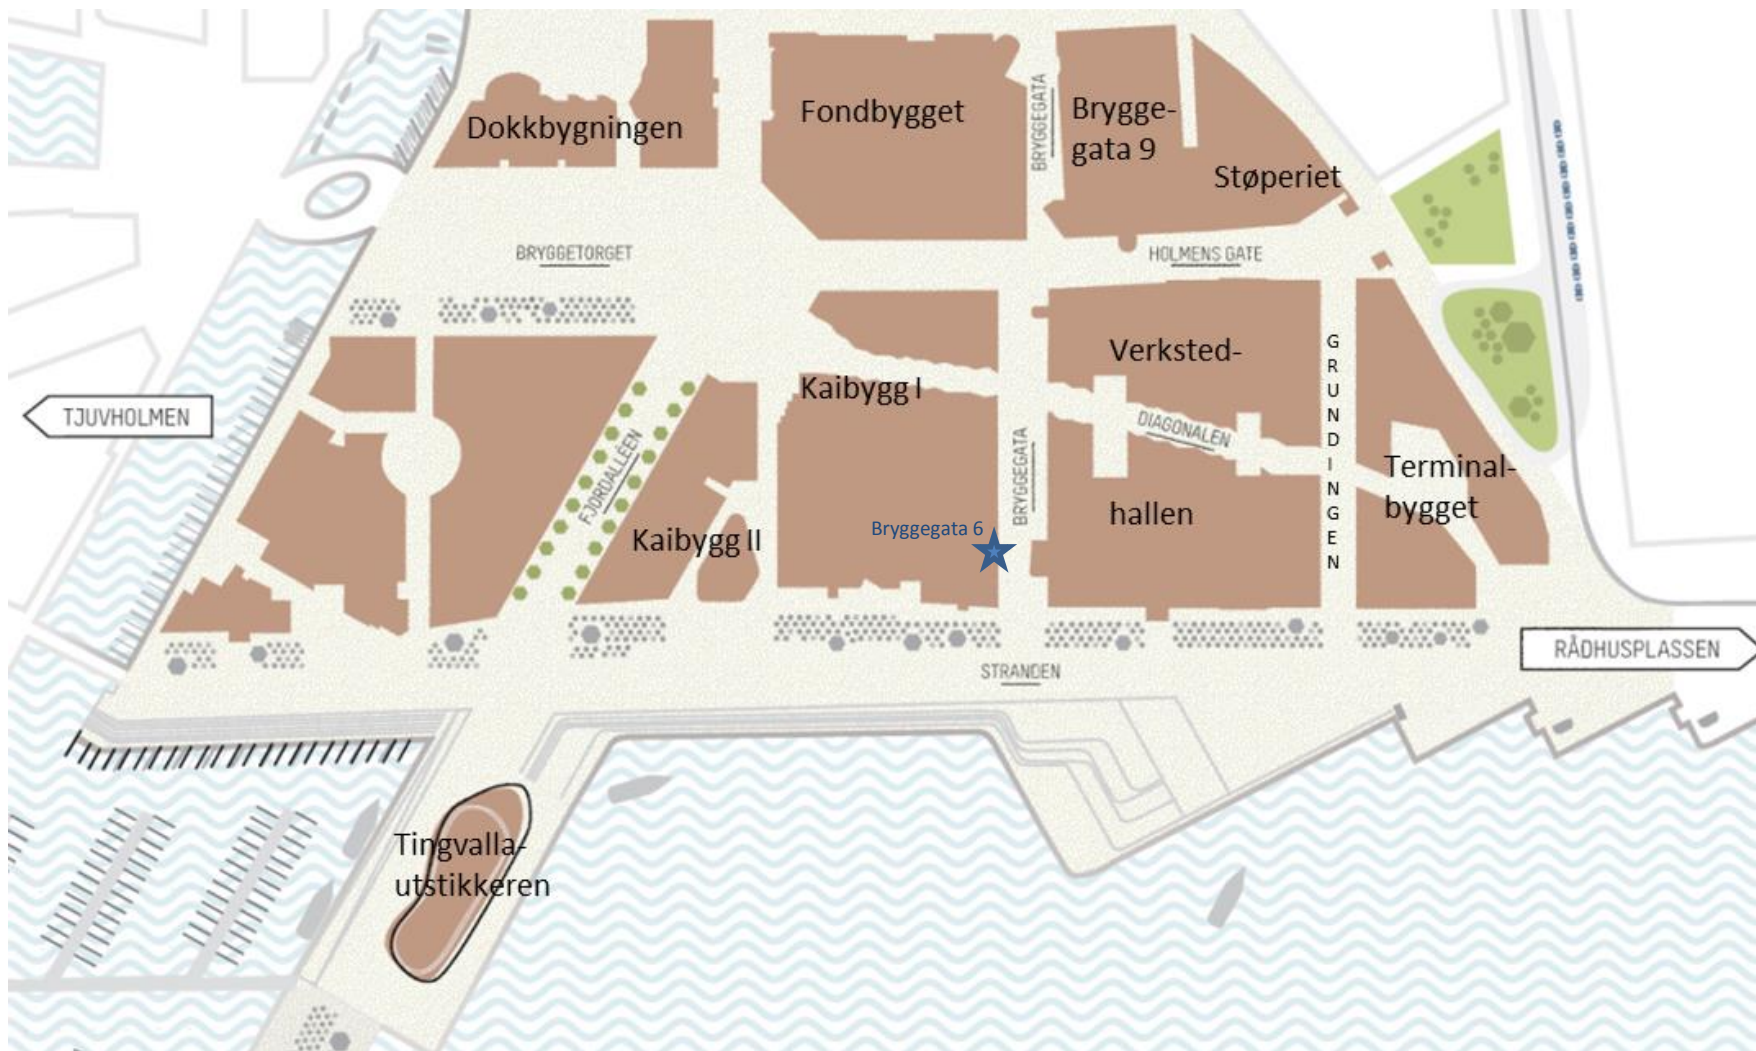 Dokkbygningen
Fondbygget
BRYGGEGATA
Brygge-
gata 9
Støperiet
BRYGGETORGET
HOLMENS GATE
TJUVHOLMEN
FJORDALLÉEN
Kaibygg I
Kaibygg II
Bryggegata 6
BRYGGEGATA
Verksted-
hallen
DIAGONALEN
GRUNDINGEN
Terminal-
bygget
RÅDHUSPLASSEN
STRANDEN
Tingvalla-
utstikkeren